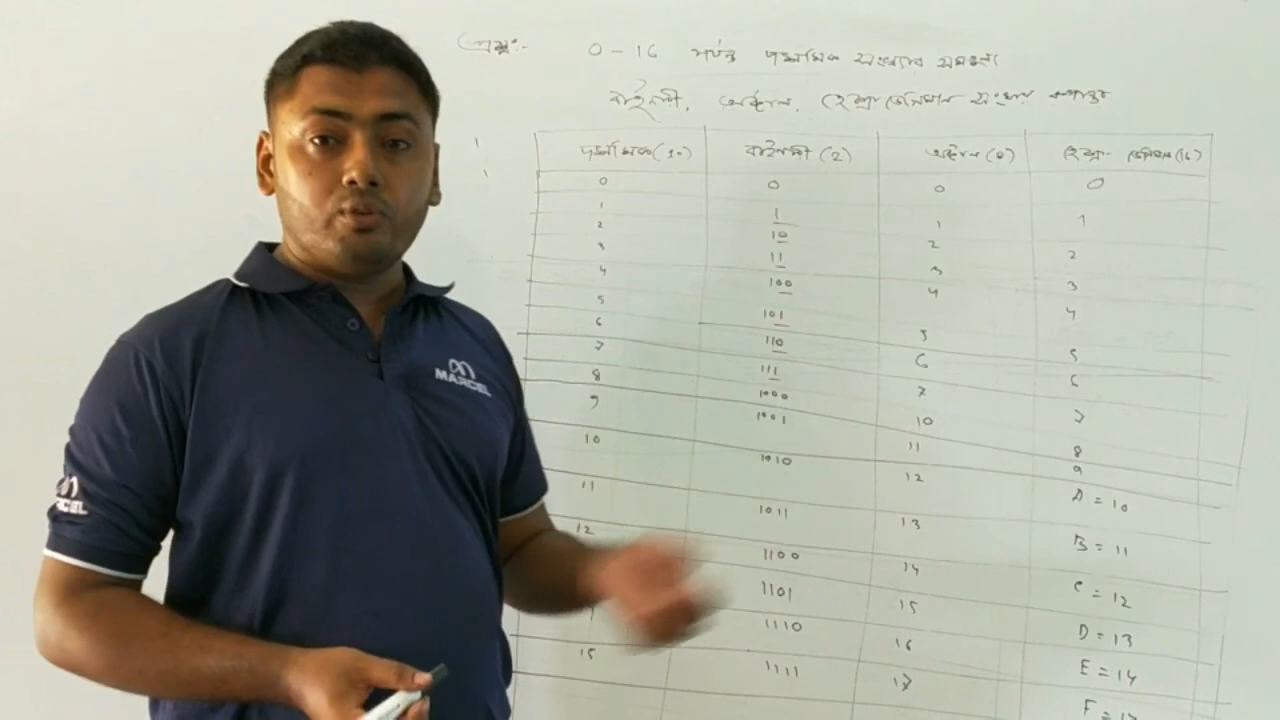 প্রশ্ন:- 0 - 16 পর্যন্ত দশমিক সংখ্যার সমকক্ষ
বাইনারী, অক্টাল, হেক্সাডেসিমাল সংখ্যায় রূপান্তর
দশমিক(10) বাইনারী (2) অক্টাল (8) হেক্সা- ডেসিমল(16)
0 0 0 0
1 1 1 1
2 10 2 2
3 11 3 3
4 100 4 4
5 101 5 5
6 110 6 6
7 111 7 7
8 1000 10 8
9 1001 11 9
10 1010 12 A = 10
11 1011 13 B = 11
12 1100 14 C = 12
1101 15 D = 13
1110 16 E = 14
15 1111 17 F =
MARCEL